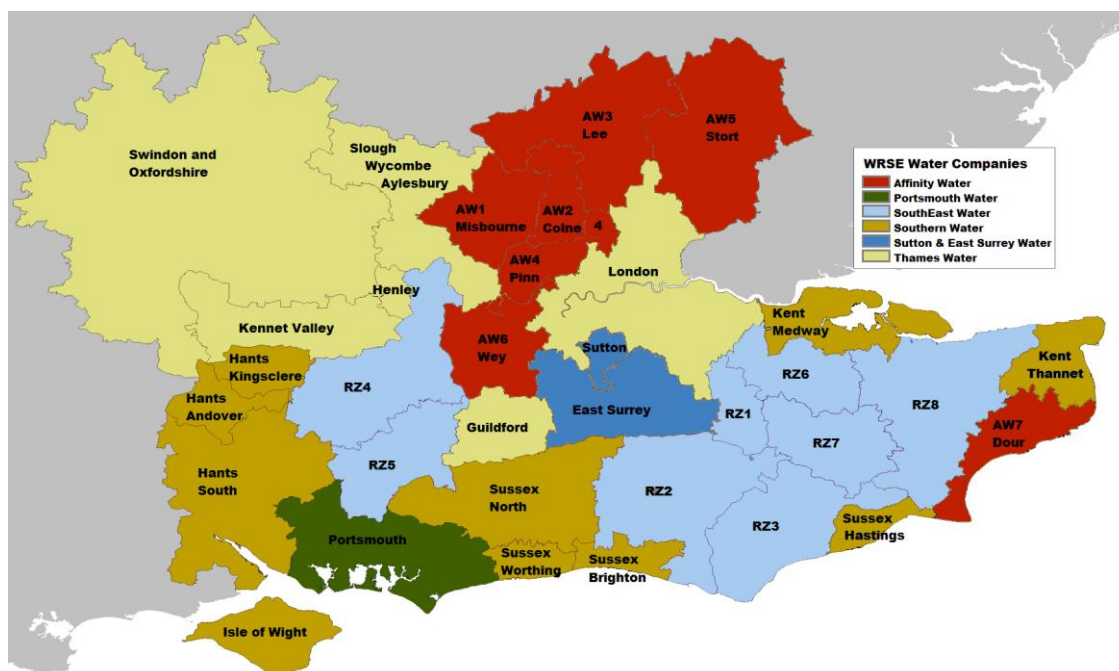 AW3
Lee
AW5
Stort
Slough
Wycombe
Aylesbury
Swindon and
Oxfordshire
WRSE Water Companies
Affinity Water
Portsmouth Water
SouthEast Water
Southern Water
Sutton & East Surrey Water
Thames Water
AW1
Misbourne
AW2
Colne
4
AW4
Pinn
London
Henley
Kennet Valley
Kent
Medway
Hants
Kingsclere
AW6
Wey
Sutton
Kent
Thannet
RZ4
RZ6
Hants
Andover
East Surrey
RZ1
RZ8
Guildford
AW7
Dour
RZ7
Hants
South
RZ5
Sussex
North
RZ2
RZ3
Sussex
Hastings
Portsmouth
Sussex
Worthing
Sussex
Brighton
Isle of Wight